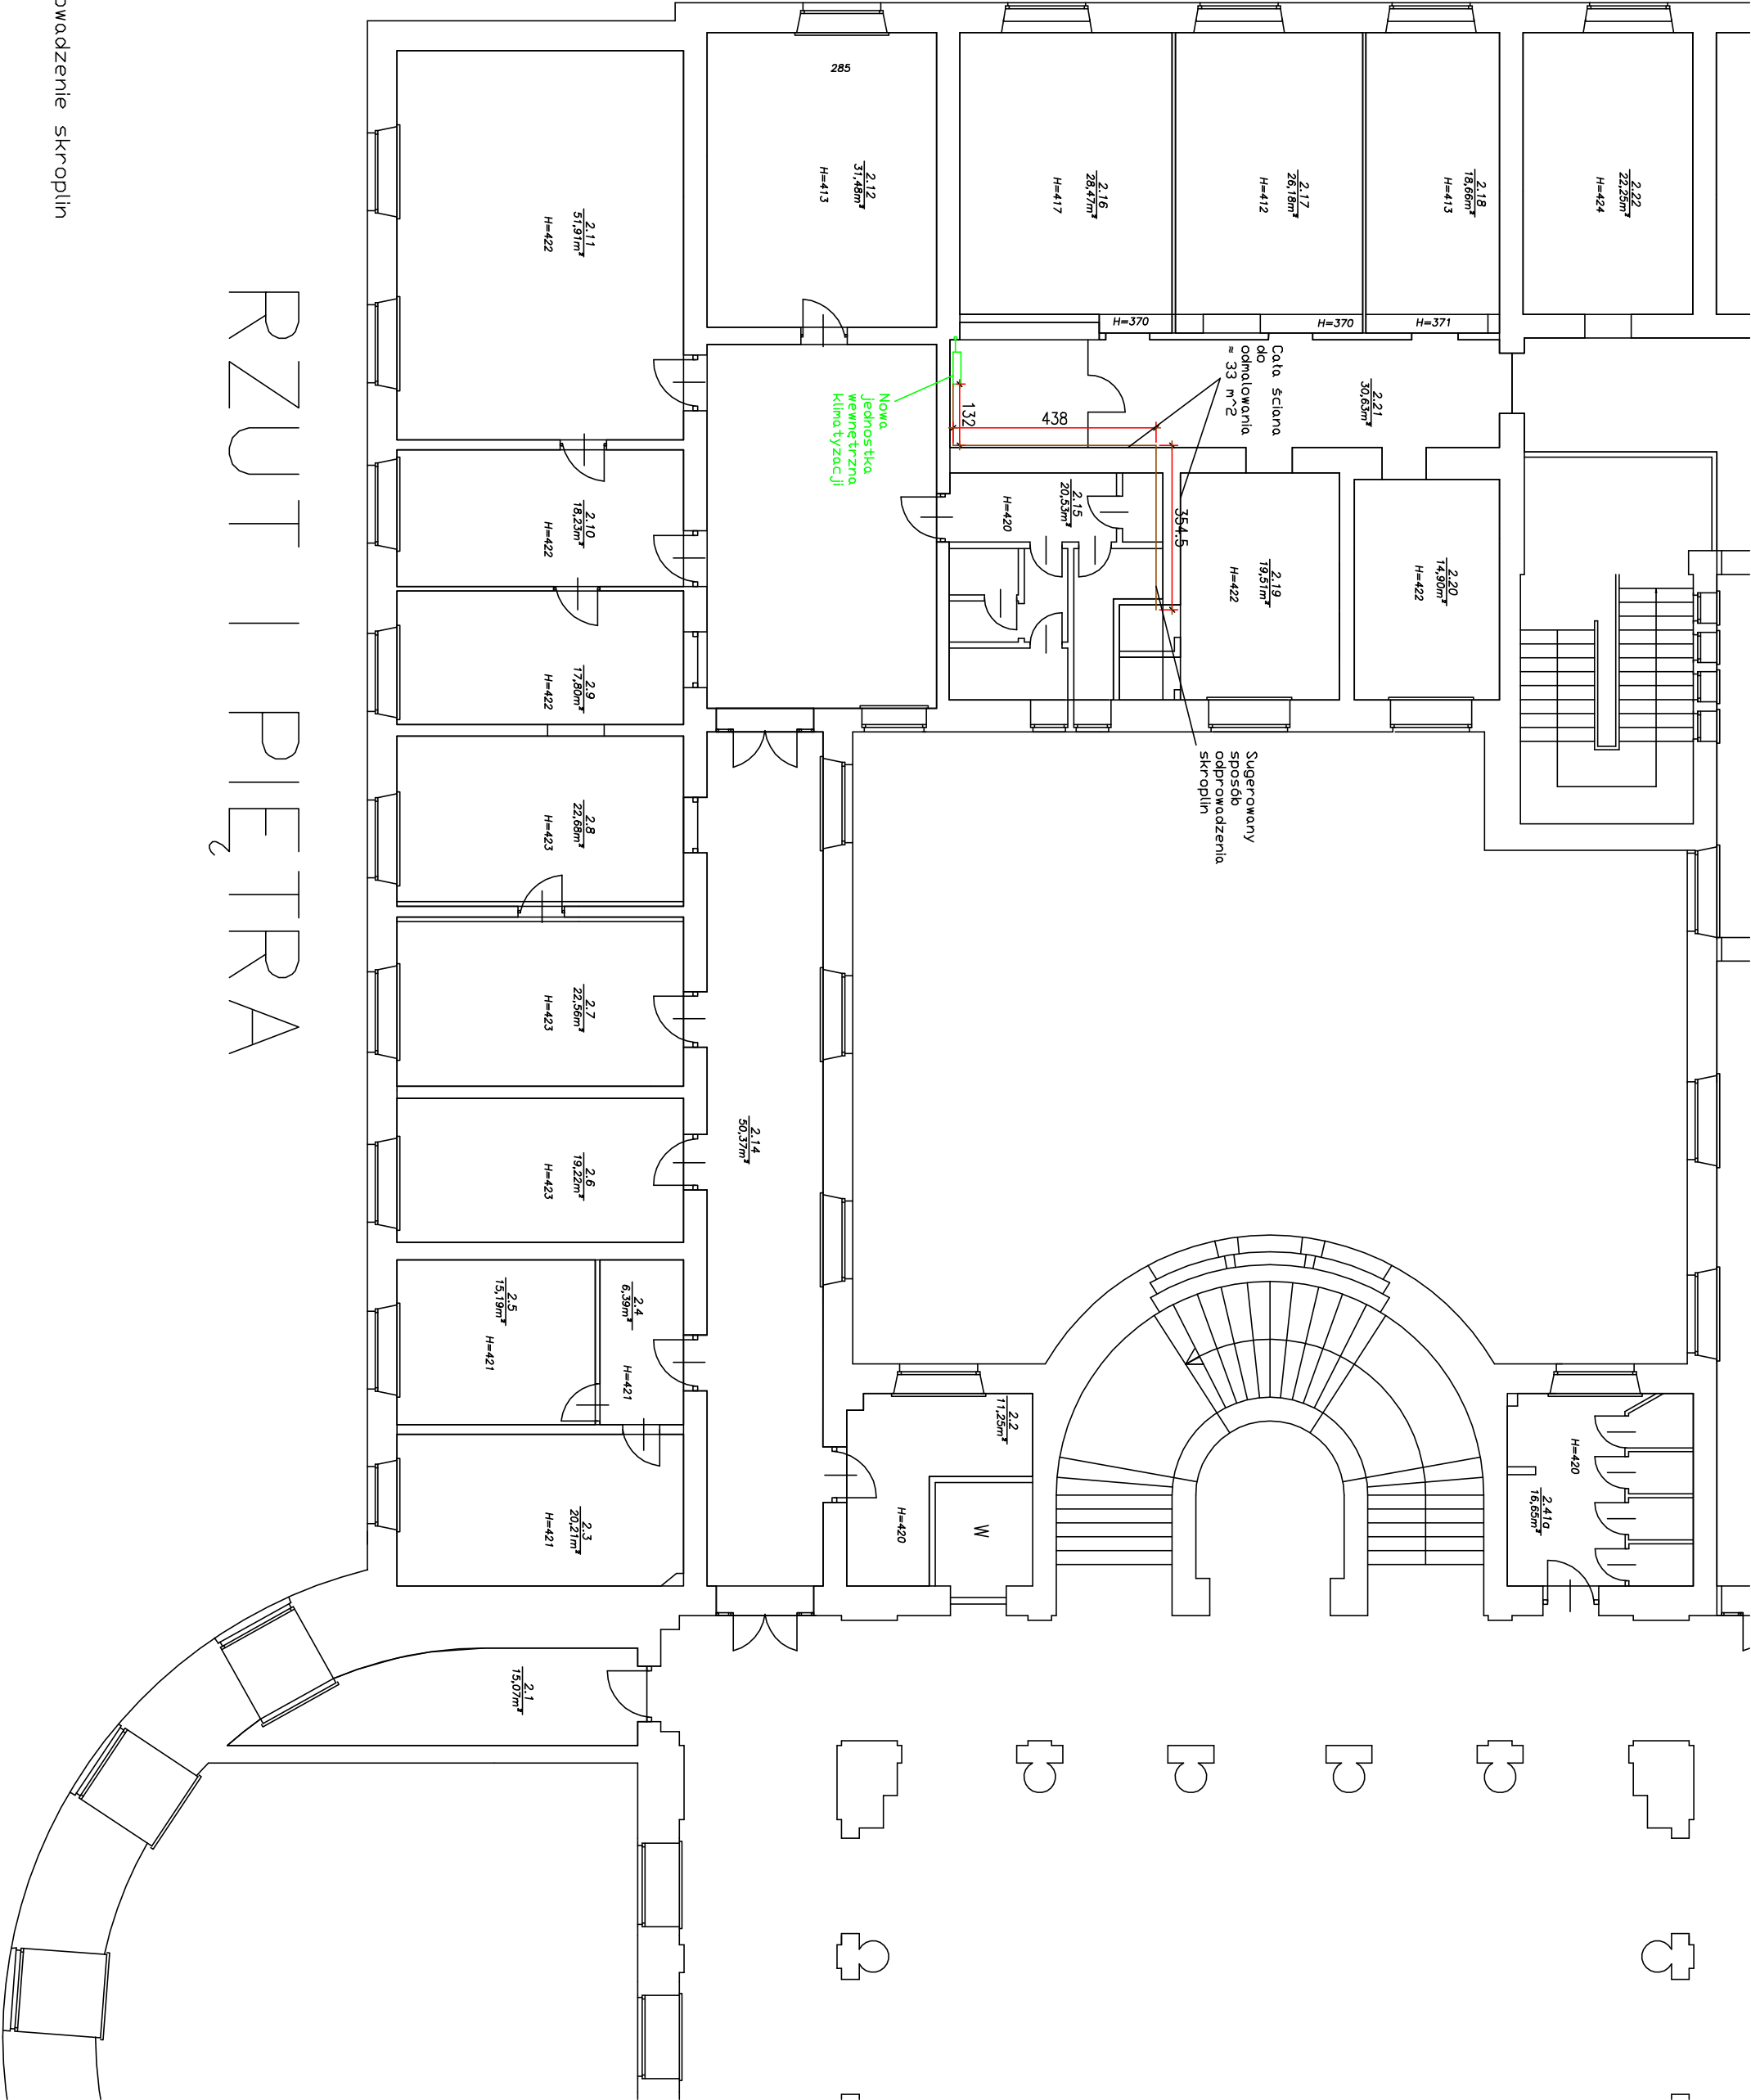 owadzenie skroplin
RZUT II PIĘTRA
285
2.12
31,48m²
H=413
2.16
28,47m²
H=417
2.17
26,18m²
H=412
2.18
18,66m²
H=413
2.22
22,25m²
H=424
2.11
51,91m²
H=422
H=370
H=370
H=371
Cała ściana
do
odmalowania
≈ 33 m^2
2.21
30,63m²
Nowa
jednostka
wewnętrzna
klimatyzacji
132
438
354.5
2.10
18,23m²
H=422
2.15
20,53m²
H=420
2.19
19,51m²
H=422
2.20
14,90m²
H=422
2.9
17,80m²
H=422
Sugerowany
sposób
odprowadzenia
skroplin
2.8
22,68m²
H=423
2.7
22,56m²
H=423
2.14
50,37m²
2.6
19,22m²
H=423
2.5
15,19m²
H=421
2.4
6,39m²
H=421
2.2
11,25m²
H=420
W
2.41a
16,65m²
H=420
2.3
20,21m²
H=421
2.1
15,07m²